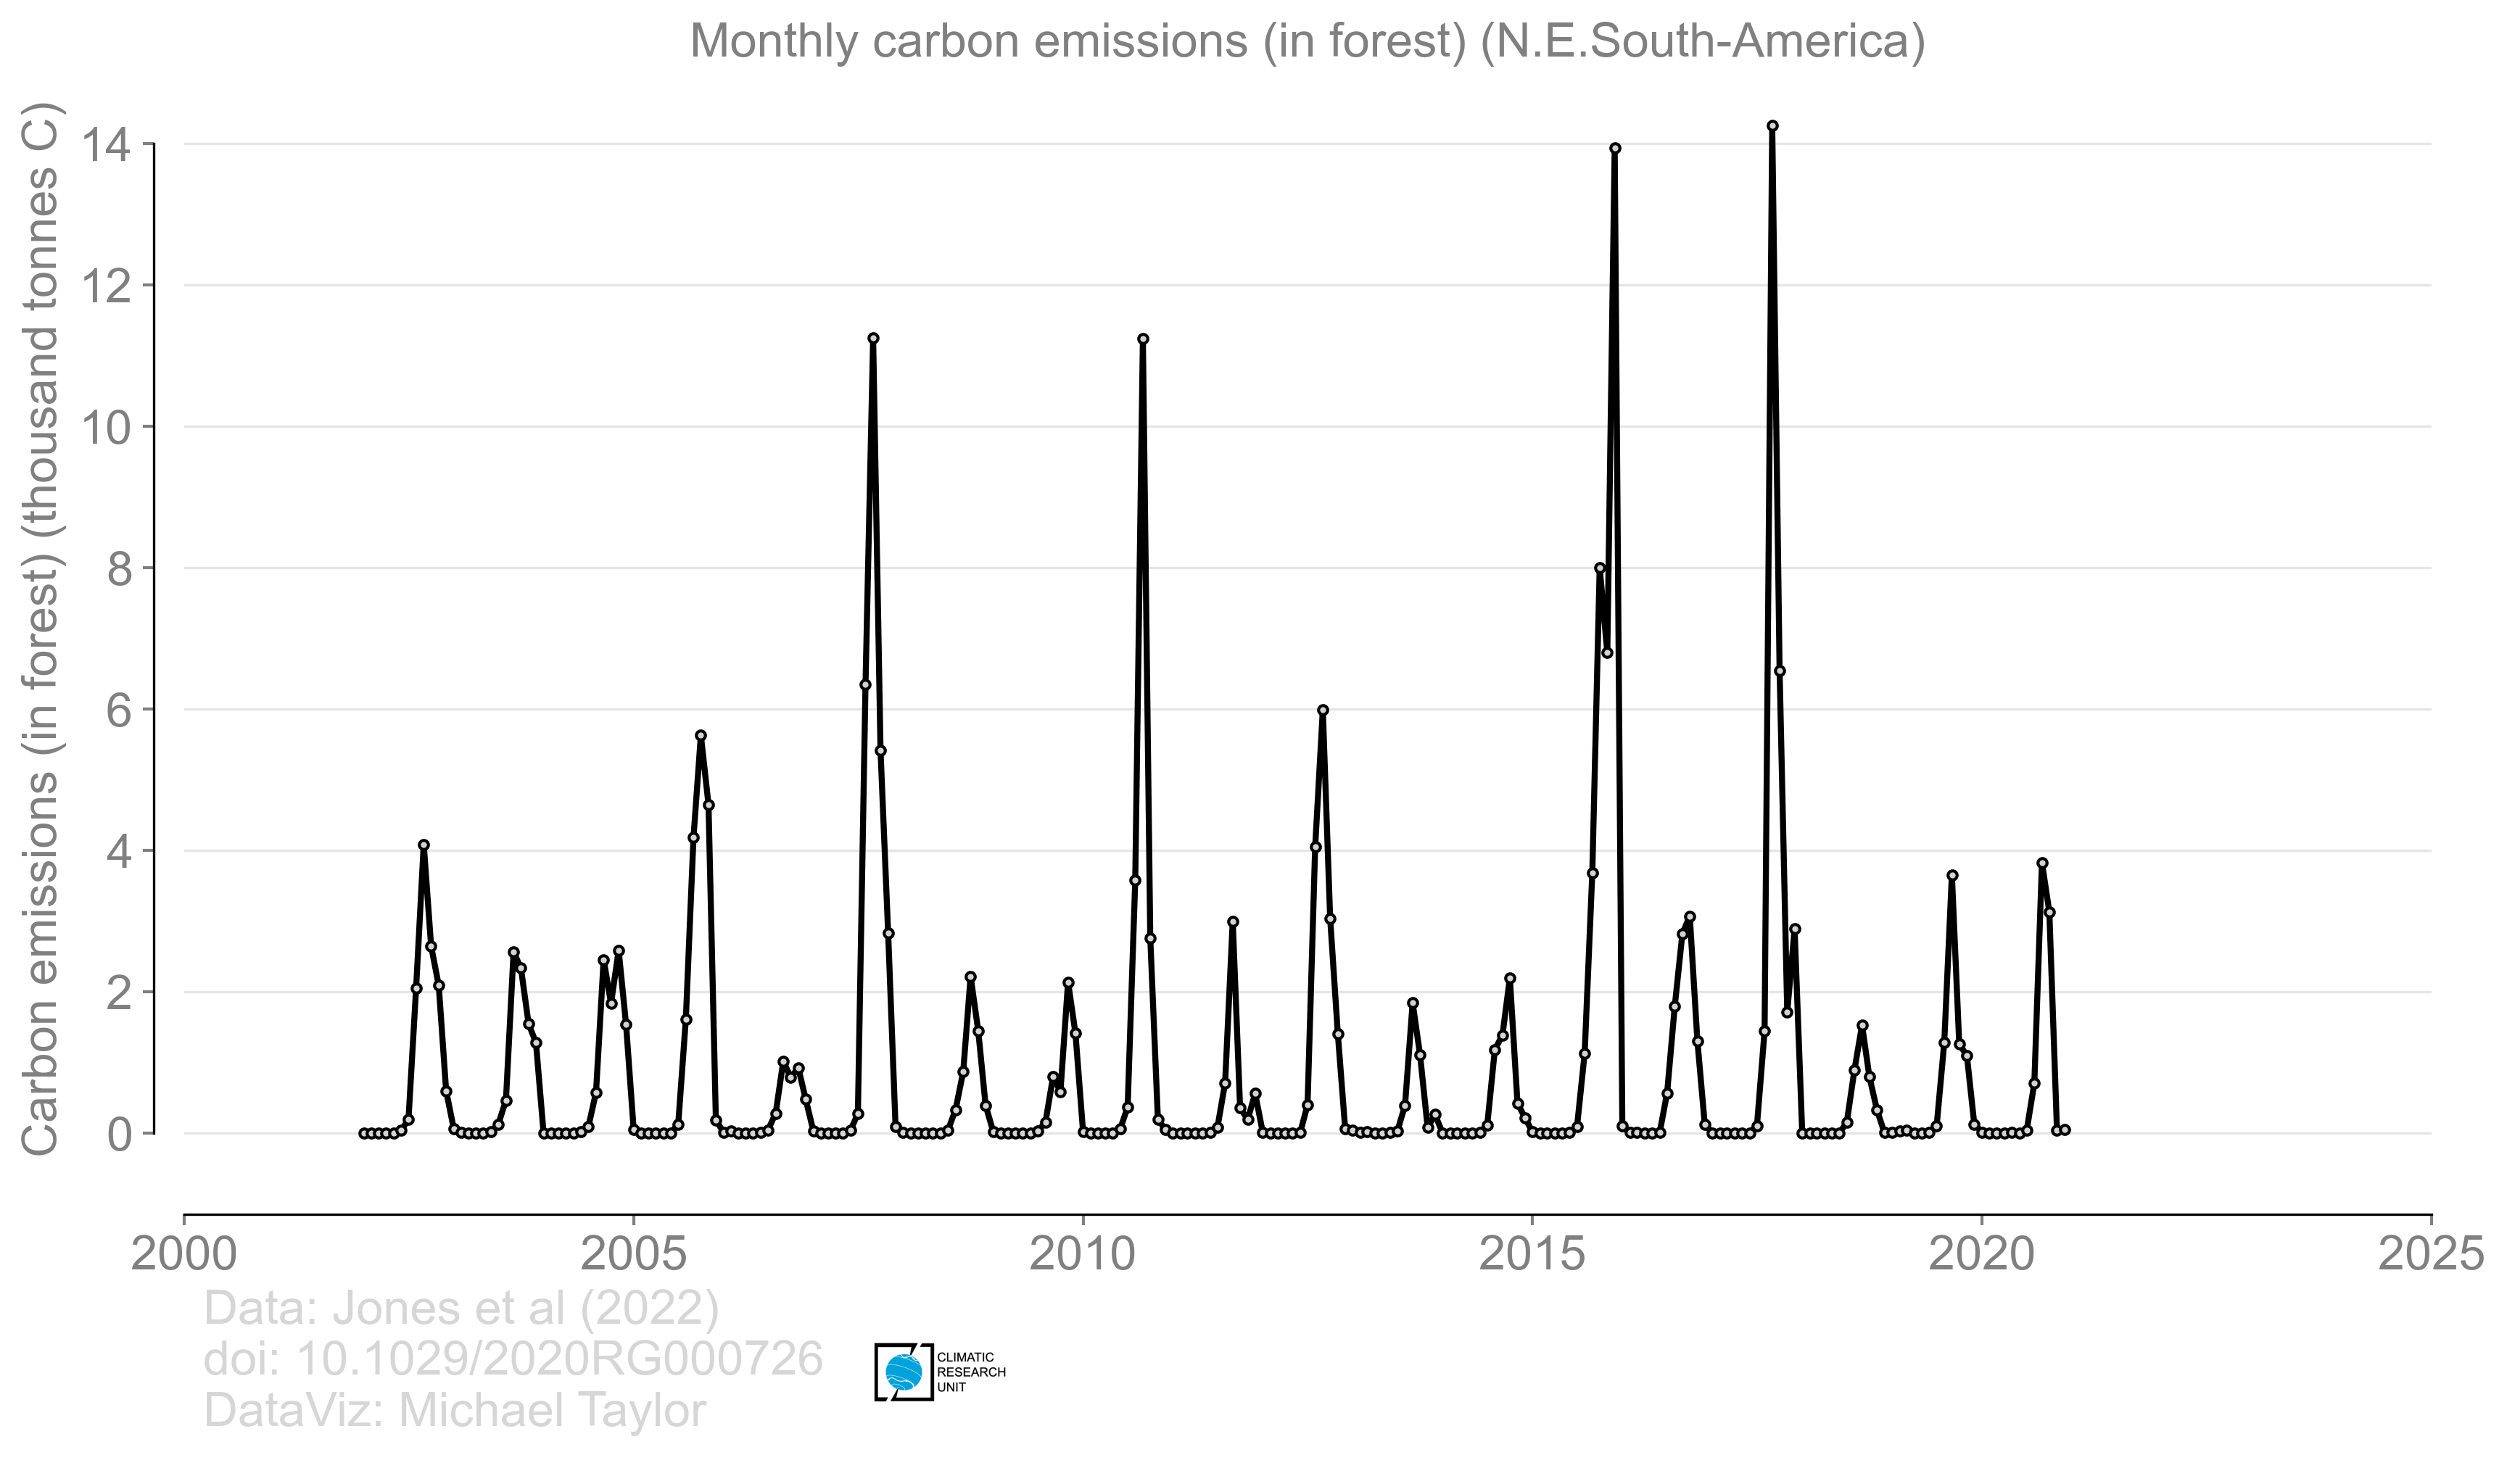 Monthly carbon emissions (in forest) (N.E.South-America)
Carbon emissions (in forest) (thousand tonnes C)
14
12
10
8
6
4
2
0
2000 2005 2010 2015 2020 2025
Data: Jones et al (2022)
doi: 10.1029/2020RG000726
DataViz: Michael Taylor
CLIMATIC
RESEARCH
UNIT